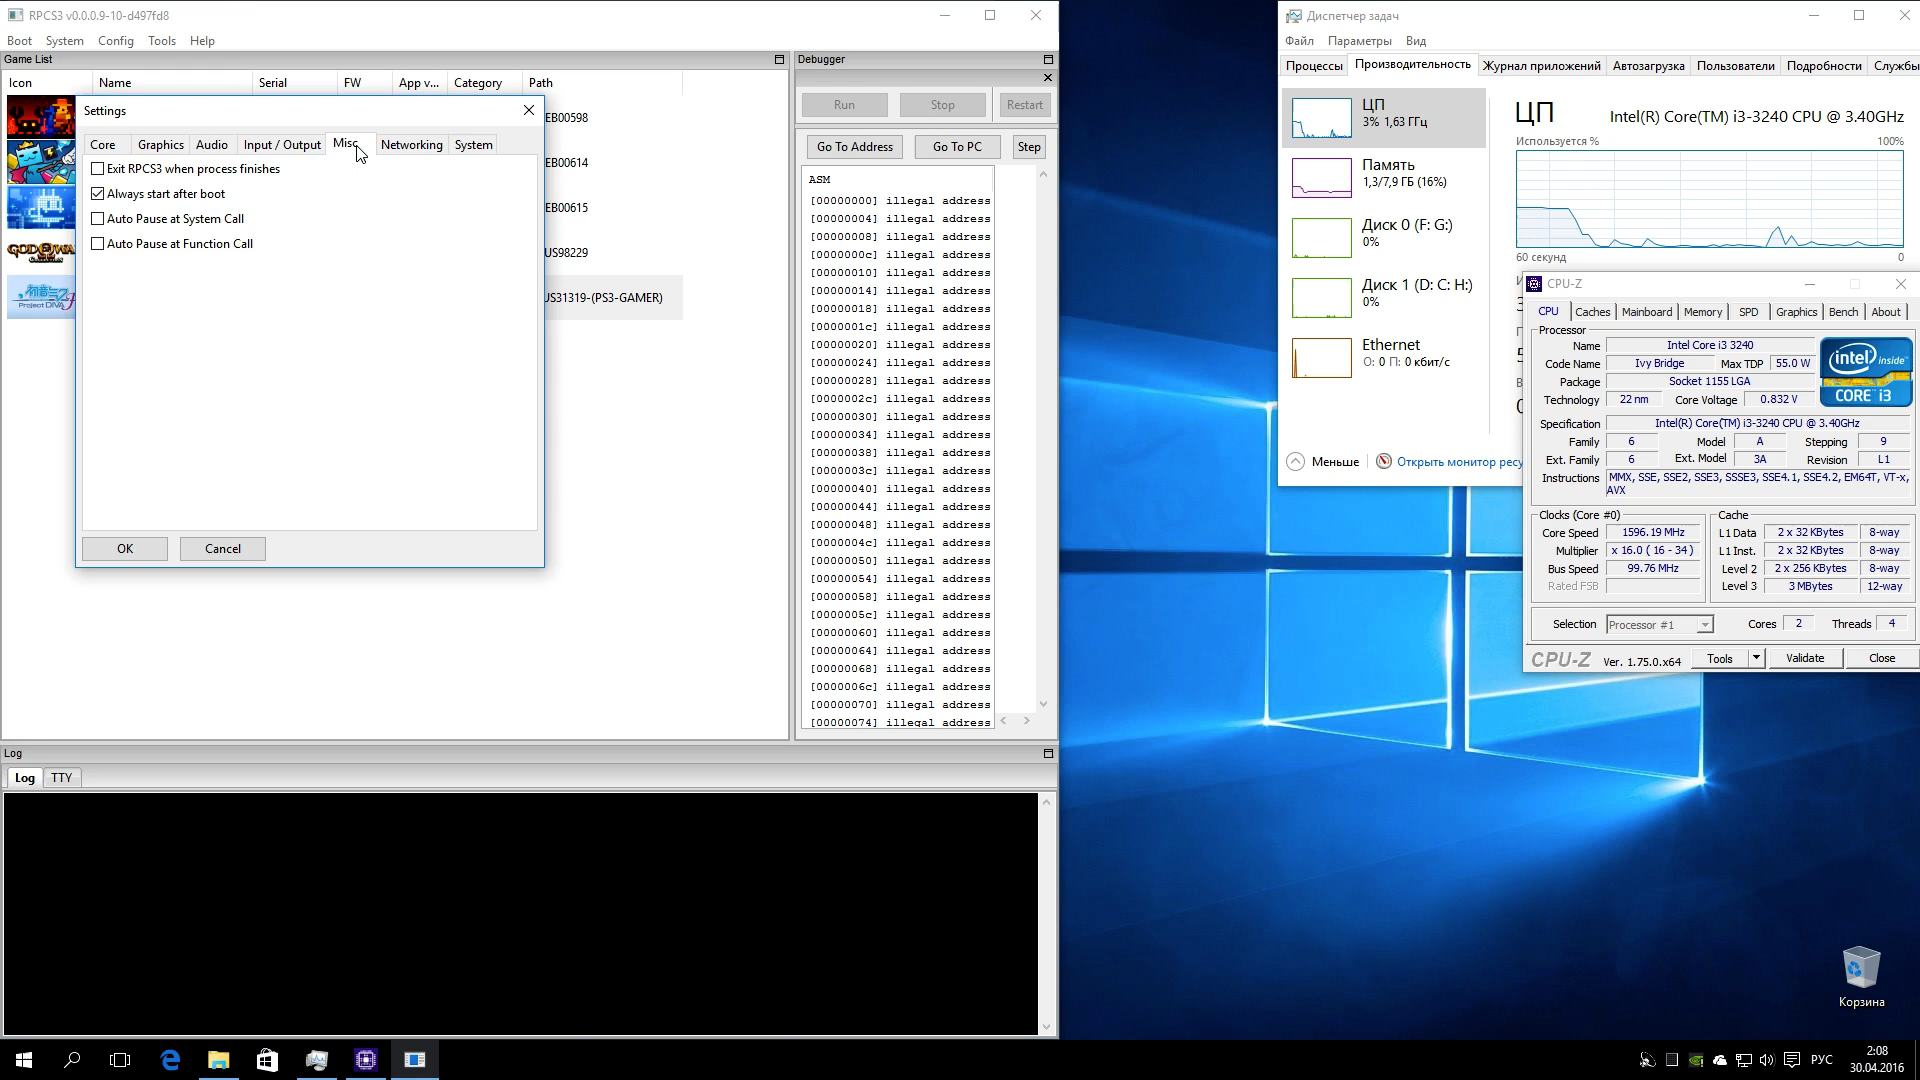 RPCS3 v0.0.0.9-10-d497fd8
Boot System Config Tools Help
Game List
Icon Name Serial FW App v... Category Path
EB00598
EB00614
EB00615
US98229
US31319-(PS3-GAMER)
GOD OF WAR
初音ミク
Project DIVA F
Settings
Core Graphics Audio Input / Output Misc Networking System
Exit RPCS3 when process finishes
Always start after boot
Auto Pause at System Call
Auto Pause at Function Call
OK Cancel
Debugger
Run Stop Restart
Go To Address Go To PC Step
ASM
[00000000] illegal address
[00000004] illegal address
[00000008] illegal address
[0000000c] illegal address
[00000010] illegal address
[00000014] illegal address
[00000018] illegal address
[0000001c] illegal address
[00000020] illegal address
[00000024] illegal address
[00000028] illegal address
[0000002c] illegal address
[00000030] illegal address
[00000034] illegal address
[00000038] illegal address
[0000003c] illegal address
[00000040] illegal address
[00000044] illegal address
[00000048] illegal address
[0000004c] illegal address
[00000050] illegal address
[00000054] illegal address
[00000058] illegal address
[0000005c] illegal address
[00000060] illegal address
[00000064] illegal address
[00000068] illegal address
[0000006c] illegal address
[00000070] illegal address
[00000074] illegal address
Log
Log TTY
Диспетчер задач
Файл Параметры Вид
Процессы Производительность Журнал приложений Автозагрузка Пользователи Подробности Службы
ЦП
3% 1,63 ГГц
Память
1,3/7,9 ГБ (16%)
Диск 0 (F: G:)
0%
Диск 1 (D: C: H:)
0%
Ethernet
О: 0 П: 0 кбит/с
ЦП Intel(R) Core(TM) i3-3240 CPU @ 3.40GHz
Используется % 100%
60 секунд 0
Меньше Открыть монитор ресу
CPU-Z
CPU Caches Mainboard Memory SPD Graphics Bench About
Processor
Name Intel Core i3 3240
Code Name Ivy Bridge Max TDP 55.0 W
Package Socket 1155 LGA
Technology 22 nm Core Voltage 0.832 V
intel inside
CORE i3
Specification Intel(R) Core(TM) i3-3240 CPU @ 3.40GHz
Family 6 Model A Stepping 9
Ext. Family 6 Ext. Model 3A Revision L1
Instructions MMX, SSE, SSE2, SSE3, SSSE3, SSE4.1, SSE4.2, EM64T, VT-x,
AVX
Clocks (Core #0)
Core Speed 1596.19 MHz
Multiplier x 16.0 ( 16 - 34 )
Bus Speed 99.76 MHz
Rated FSB
Cache
L1 Data 2 x 32 KBytes 8-way
L1 Inst. 2 x 32 KBytes 8-way
Level 2 2 x 256 KBytes 8-way
Level 3 3 MBytes 12-way
Selection Processor #1 Cores 2 Threads 4
CPU-Z Ver. 1.75.0.x64 Tools Validate Close
Корзина
РУС
2:08
30.04.2016